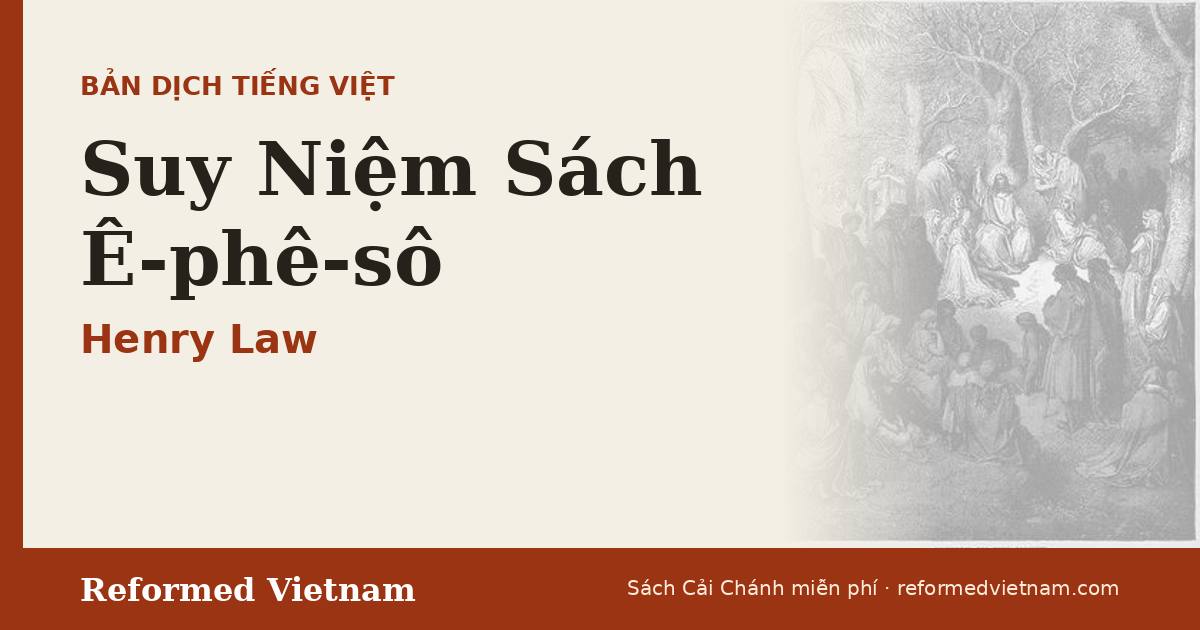 BẢN DỊCH TIẾNG VIỆT
Suy Niệm Sách
Ê-phê-sô
Henry Law
Reformed Vietnam
Sách Cải Chánh miễn phí · reformedvietnam.com